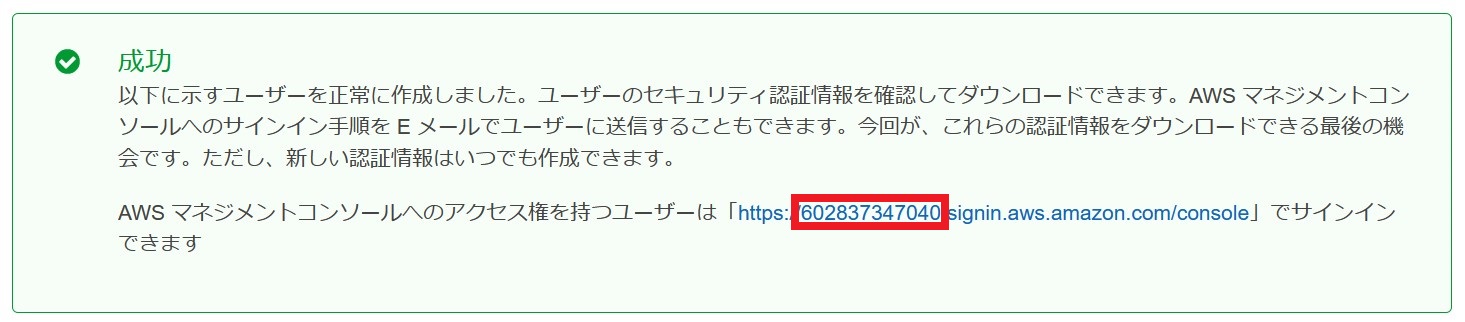 成功
以下に示すユーザーを正常に作成しました。ユーザーのセキュリティ認証情報を確認してダウンロードできます。AWS マネジメントコン
ソールへのサインイン手順を E メールでユーザーに送信することもできます。今回が、これらの認証情報をダウンロードできる最後の機
会です。ただし、新しい認証情報はいつでも作成できます。
AWS マネジメントコンソールへのアクセス権を持つユーザーは「https://602837347040.signin.aws.amazon.com/console」でサインイン
できます